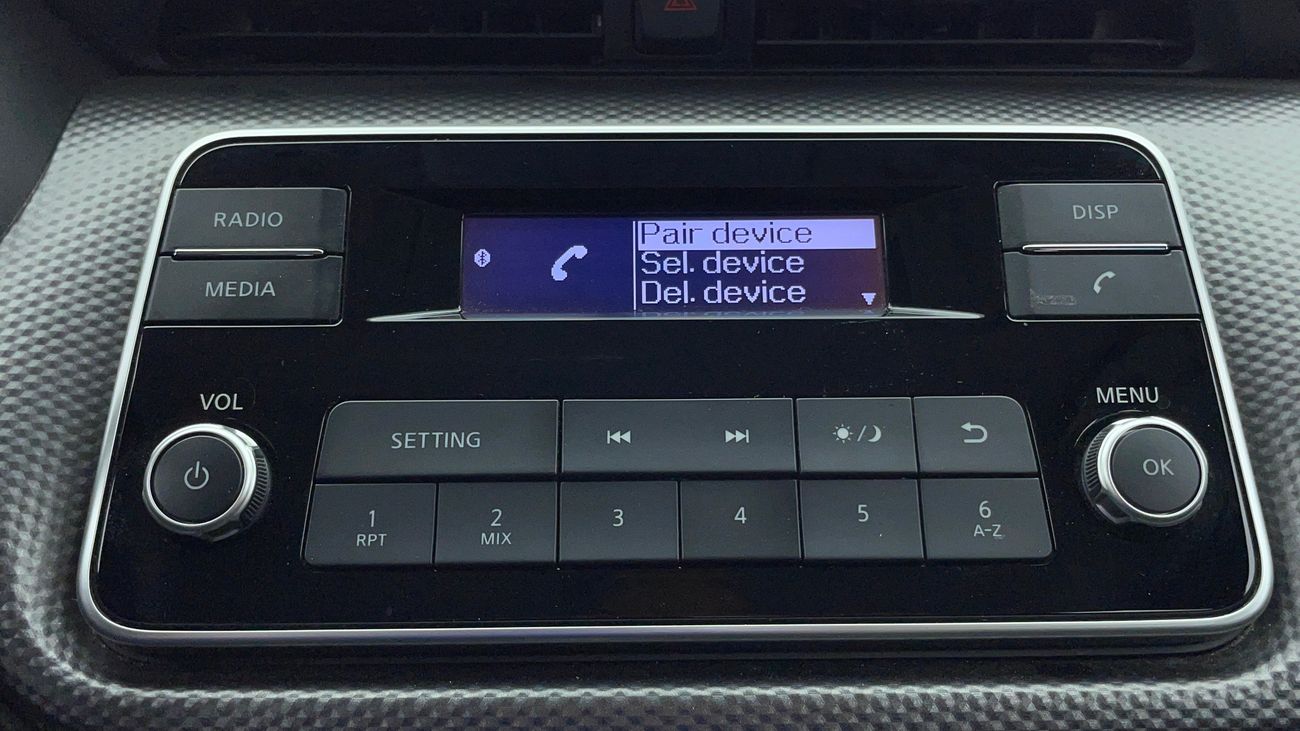 RADIO
MEDIA
Pair device
Sel. device
Del. device
DISP
VOL
MENU
SETTING
OK
1
RPT
2
MIX
3
4
5
6
A-Z